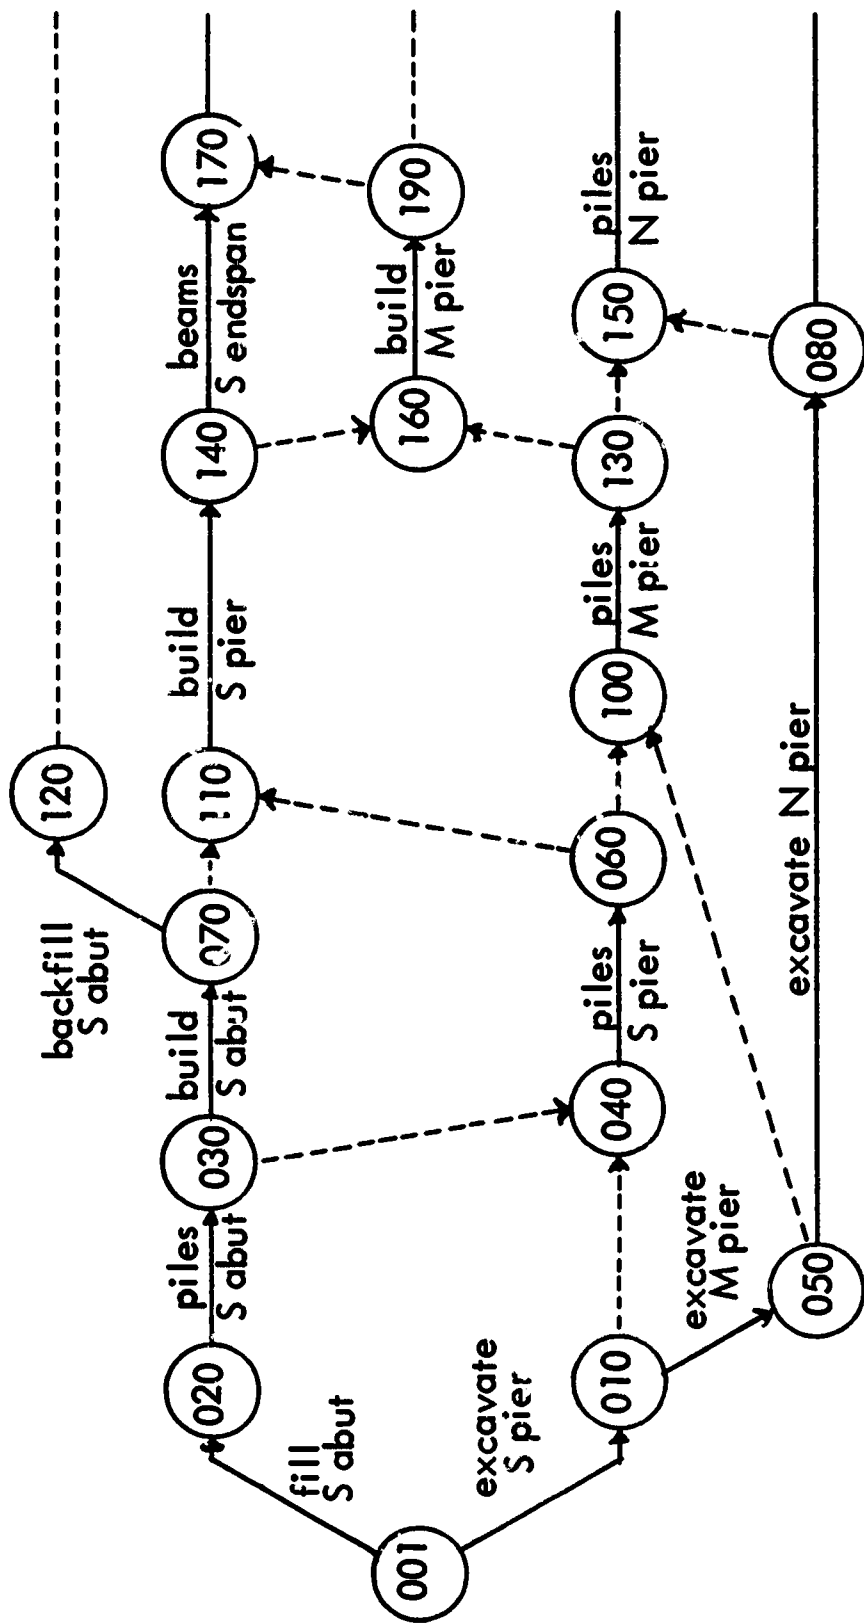 001
fill
S abut
020
piles
S abut
030
build
S abut
070
backfill
S abut
120
110
build
S pier
140
beams
S endspan
170
160
build
M pier
190
excavate
S pier
010
040
piles
S pier
060
100
piles
M pier
130
150
piles
N pier
excavate
M pier
050
excavate N pier
080